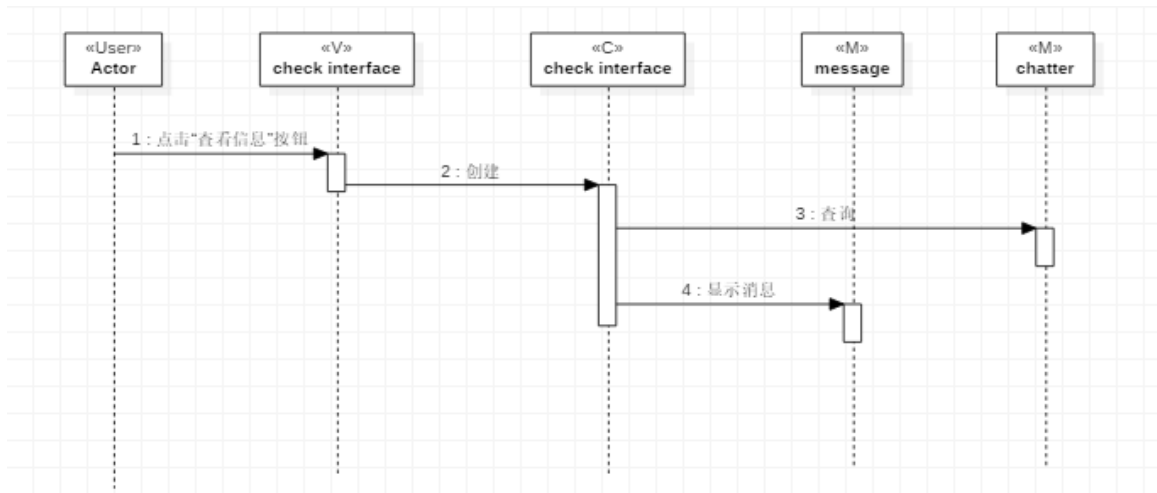 «User»
Actor
«V»
check interface
«C»
check interface
«M»
message
«M»
chatter
1 : 点击“查看信息”按钮
2 : 创建
3 : 查询
4 : 显示消息